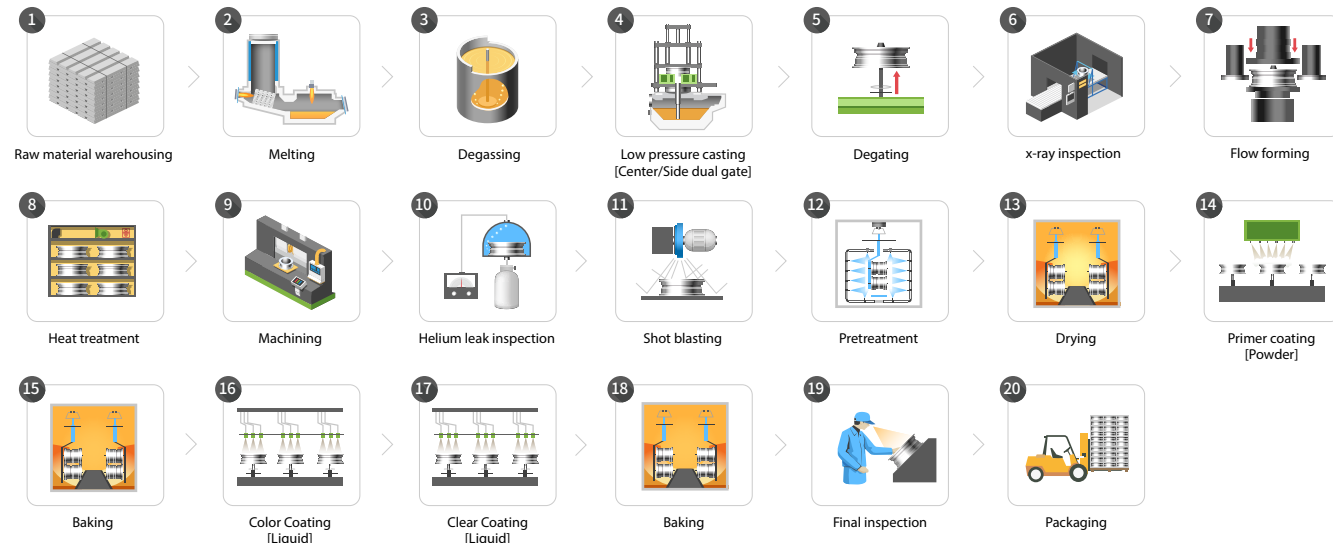 1
Raw material warehousing
2
Melting
3
Degassing
4
Low pressure casting
[Center/Side dual gate]
5
Degating
6
x-ray inspection
7
Flow forming
8
Heat treatment
9
Machining
10
Helium leak inspection
11
Shot blasting
12
Pretreatment
13
Drying
14
Primer coating
[Powder]
15
Baking
16
Color Coating
[Liquid]
17
Clear Coating
[Liquid]
18
Baking
19
Final inspection
20
Packaging